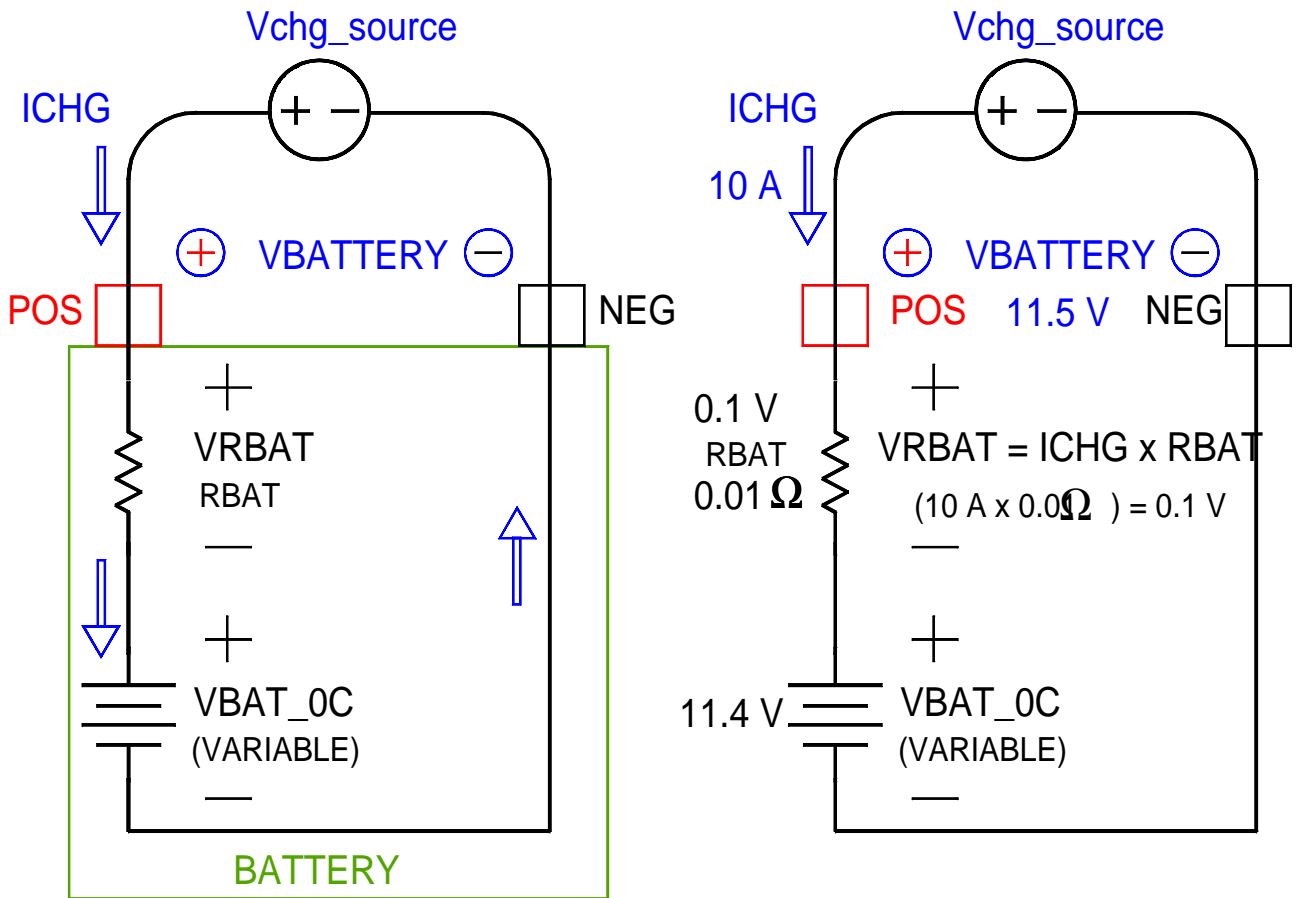 Vchg_source
ICHG
+ −
+ VBATTERY −
POS
NEG
+
VRBAT
RBAT
−
+
VBAT_0C
(VARIABLE)
−
BATTERY
Vchg_source
ICHG
+ −
10 A
+ VBATTERY −
POS 11.5 V NEG
+
0.1 V
RBAT
0.01 Ω
VRBAT = ICHG x RBAT
(10 A x 0.01Ω ) = 0.1 V
−
+
11.4 V
VBAT_0C
(VARIABLE)
−